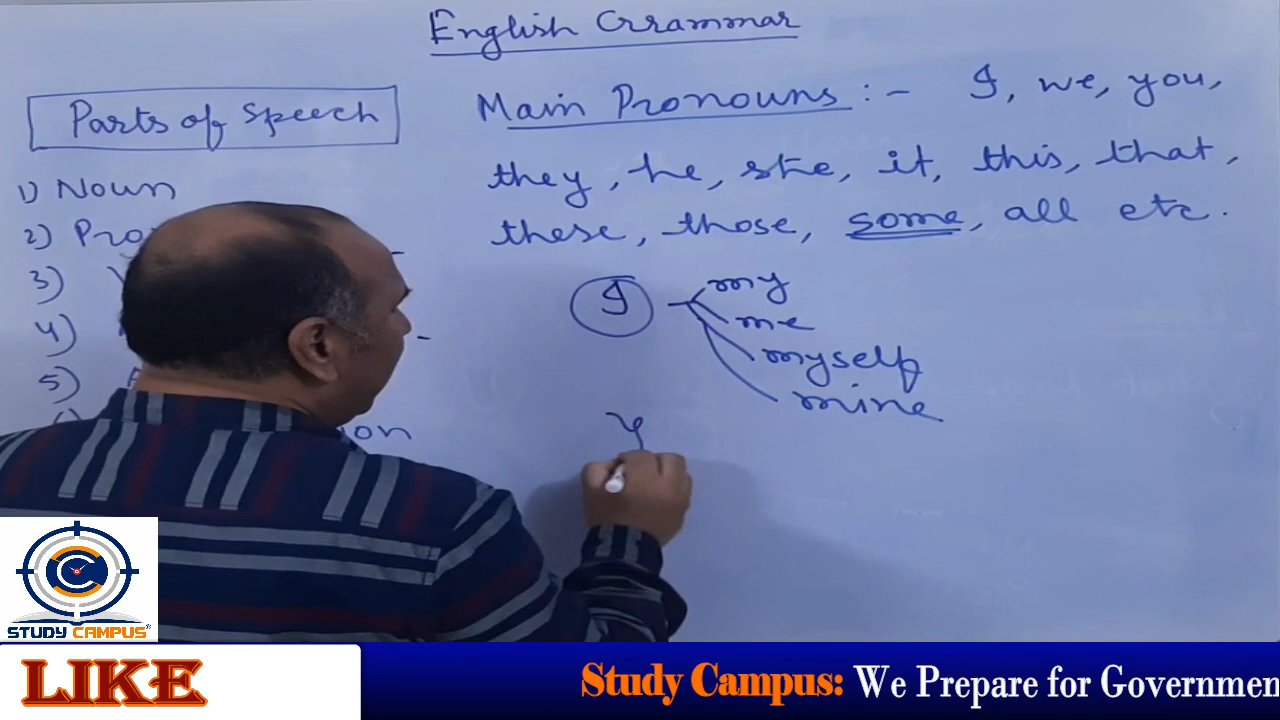 English Grammar
Parts of Speech
Main Pronouns :- I, we, you,
they, he, she, it, this, that,
these, those, some, all etc.
1) Noun
2) Pro
3)
4)
5)
I
my
me
myself
mine
y
STUDY CAMPUS
LIKE
Study Campus: We Prepare for Governmen